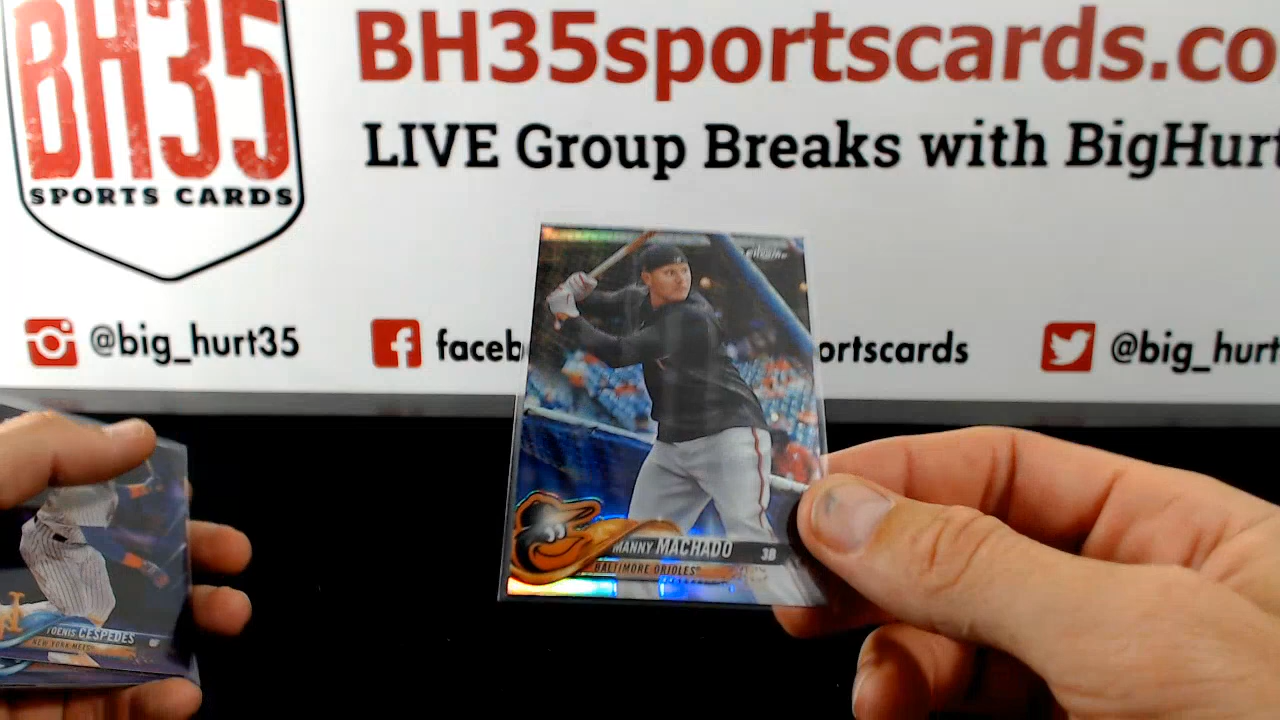 BH35
SPORTS CARDS
BH35sportscards.co
LIVE Group Breaks with BigHurt
@big_hurt35
faceb
ortscards
@big_hurt
chrome
MANNY MACHADO 3B
BALTIMORE ORIOLES
YOENIS CESPEDES
NEW YORK METS